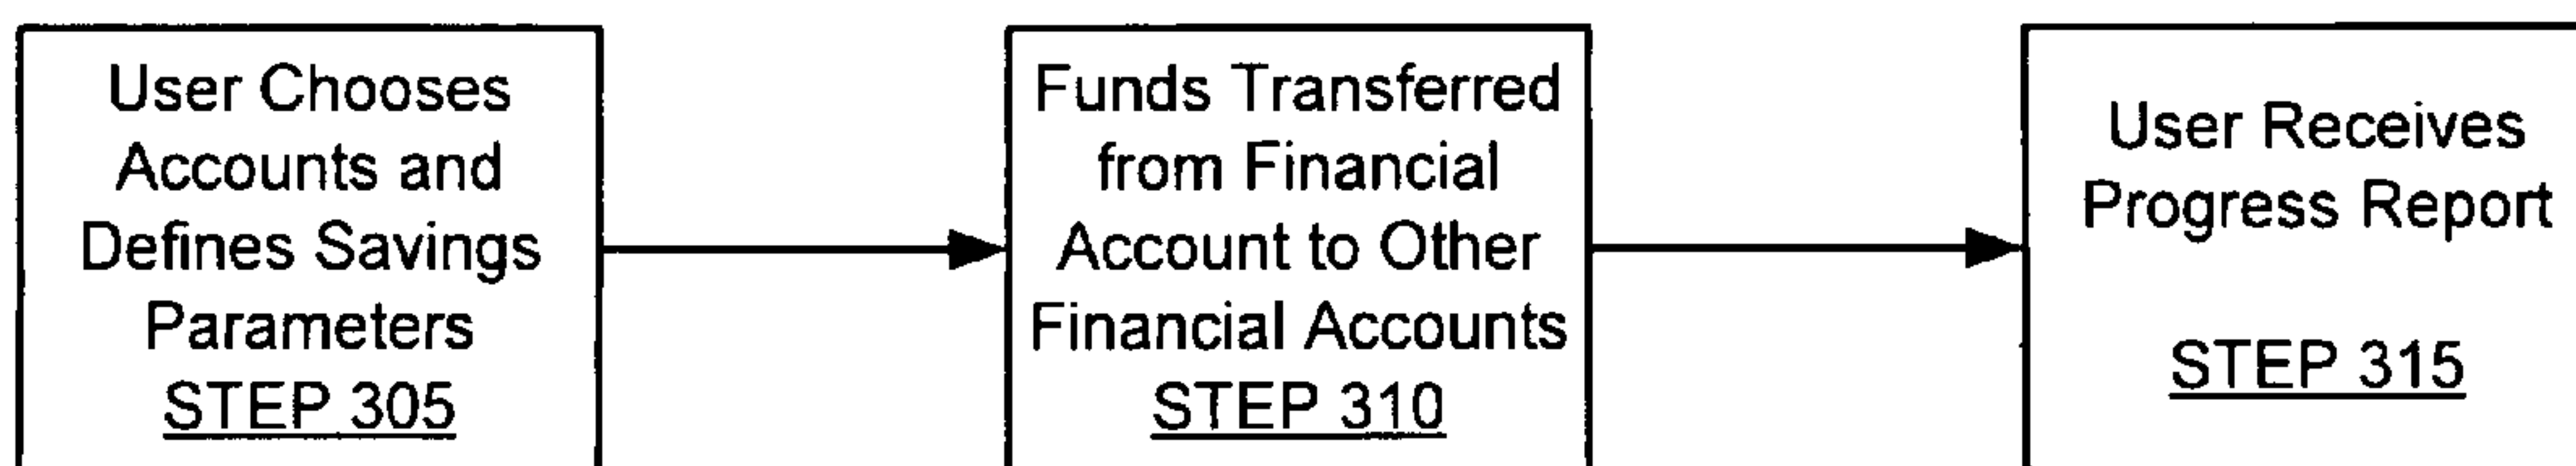 User Chooses
Accounts and
Defines Savings
Parameters
STEP 305
Funds Transferred
from Financial
Account to Other
Financial Accounts
STEP 310
User Receives
Progress Report
STEP 315